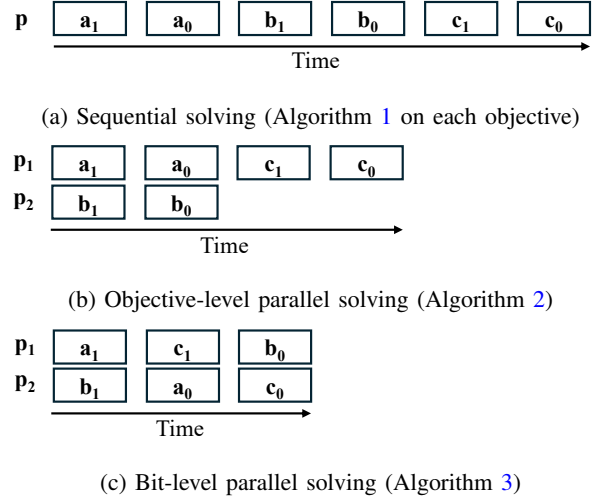 p a₁ a₀ b₁ b₀ c₁ c₀
Time
(a) Sequential solving (Algorithm 1 on each objective)
p₁ a₁ a₀ c₁ c₀
p₂ b₁ b₀
Time
(b) Objective-level parallel solving (Algorithm 2)
p₁ a₁ c₁ b₀
p₂ b₁ a₀ c₀
Time
(c) Bit-level parallel solving (Algorithm 3)